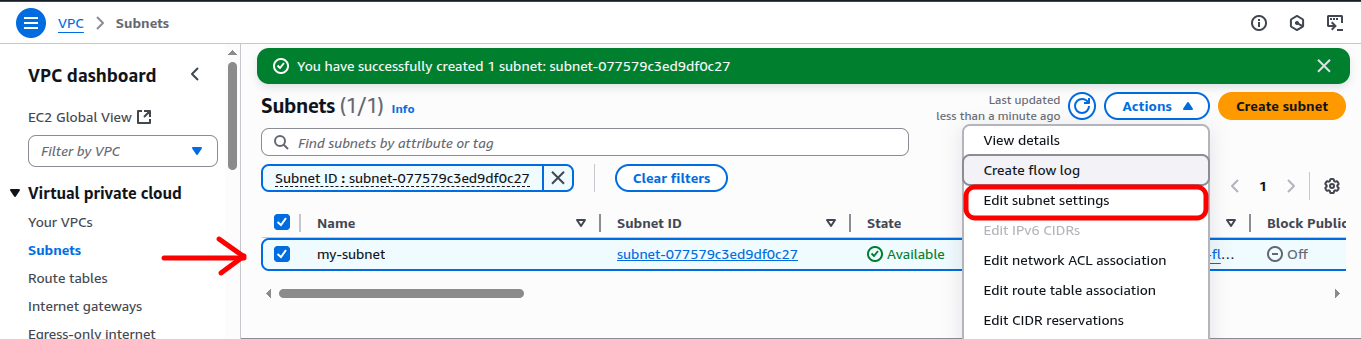 VPC > Subnets
VPC dashboard
EC2 Global View
Filter by VPC
Virtual private cloud
Your VPCs
Subnets
Route tables
Internet gateways
Egress-only internet
You have successfully created 1 subnet: subnet-077579c3ed9df0c27
Subnets (1/1) Info
Last updated
less than a minute ago
Actions
Create subnet
Find subnets by attribute or tag
Subnet ID : subnet-077579c3ed9df0c27
Clear filters
1
Name Subnet ID State Block Public
my-subnet subnet-077579c3ed9df0c27 Available -fl... Off
View details
Create flow log
Edit subnet settings
Edit IPv6 CIDRs
Edit network ACL association
Edit route table association
Edit CIDR reservations